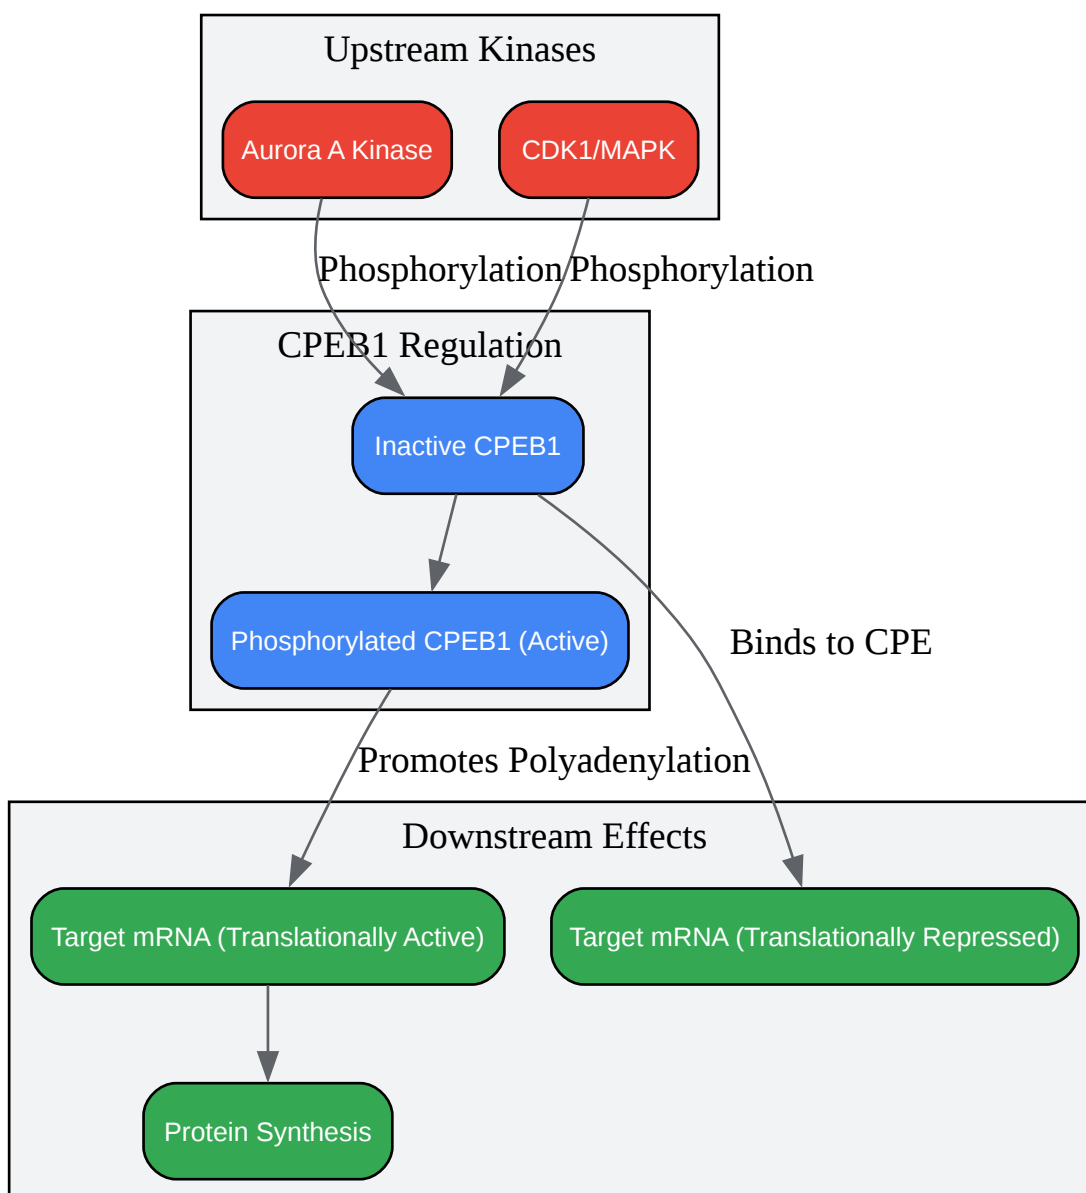 Upstream Kinases
Aurora A Kinase
CDK1/MAPK
Phosphorylation
Phosphorylation
CPEB1 Regulation
Inactive CPEB1
Phosphorylated CPEB1 (Active)
Binds to CPE
Promotes Polyadenylation
Downstream Effects
Target mRNA (Translationally Active)
Target mRNA (Translationally Repressed)
Protein Synthesis